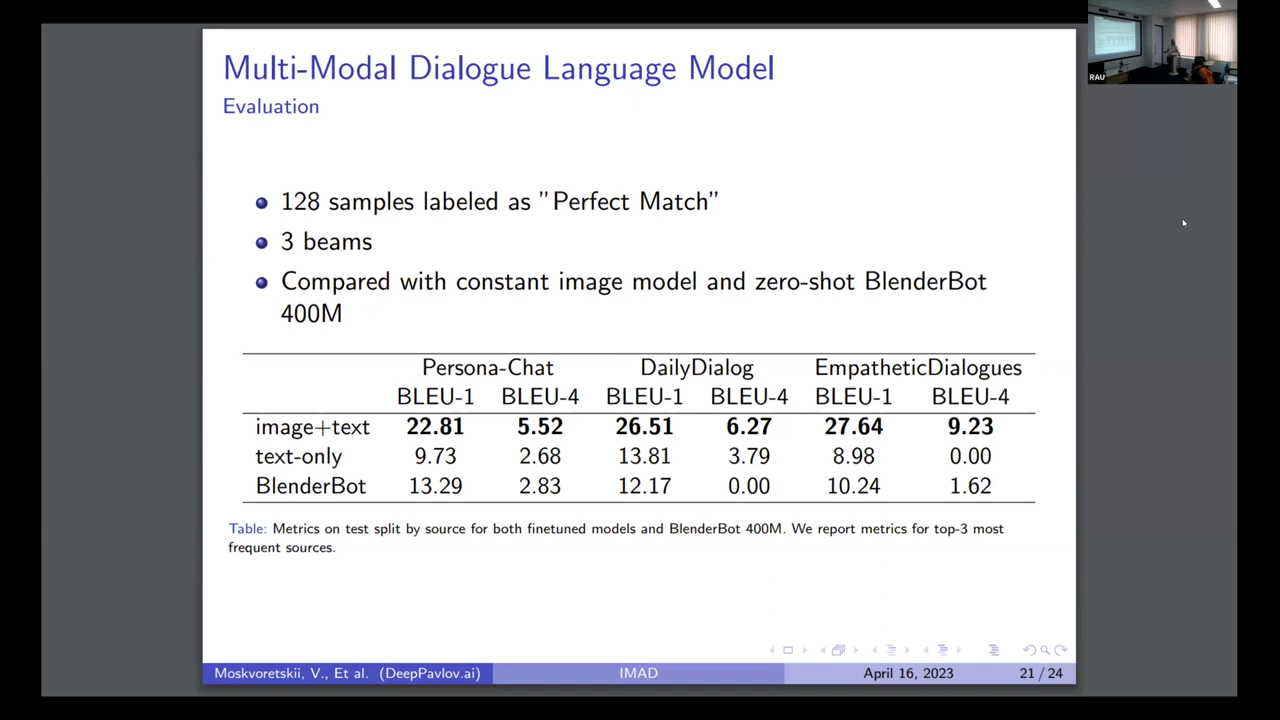 RAU
Multi-Modal Dialogue Language Model
Evaluation
128 samples labeled as ”Perfect Match”
3 beams
Compared with constant image model and zero-shot BlenderBot
400M
Persona-Chat DailyDialog EmpatheticDialogues
BLEU-1 BLEU-4 BLEU-1 BLEU-4 BLEU-1 BLEU-4
image+text 22.81 5.52 26.51 6.27 27.64 9.23
text-only 9.73 2.68 13.81 3.79 8.98 0.00
BlenderBot 13.29 2.83 12.17 0.00 10.24 1.62
Table: Metrics on test split by source for both finetuned models and BlenderBot 400M. We report metrics for top-3 most
frequent sources.
Moskvoretskii, V., Et al. (DeepPavlov.ai) IMAD April 16, 2023 21 / 24